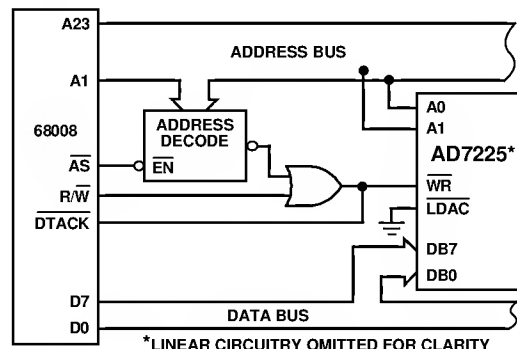 A23
ADDRESS BUS
A1
A0
A1
68008
ADDRESS
DECODE
AD7225*
AS
EN
WR
R/W
LDAC
DTACK
DB7
DB0
D7
DATA BUS
D0
*LINEAR CIRCUITRY OMITTED FOR CLARITY